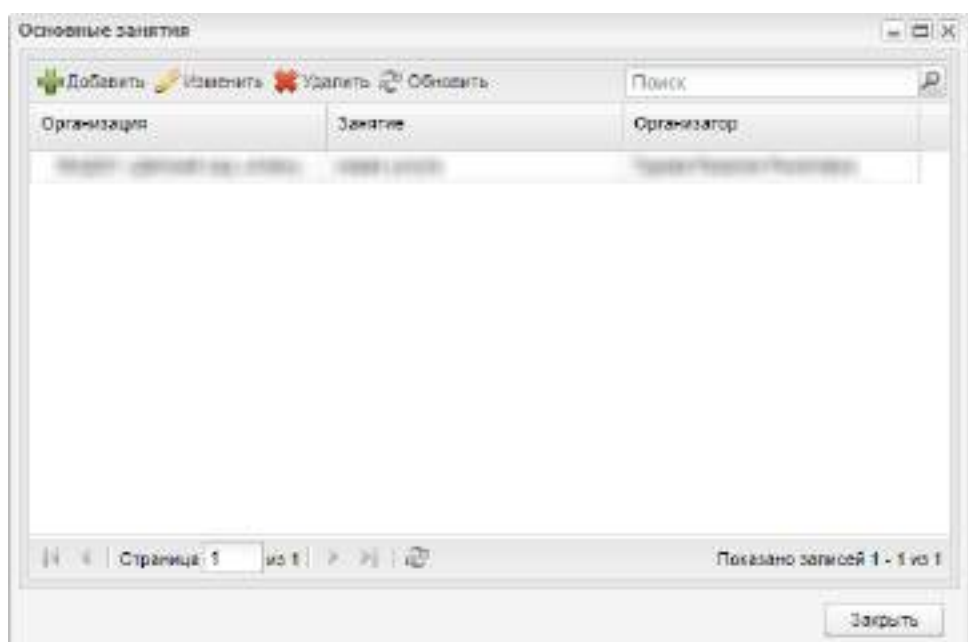 Основные занятия
Добавить Изменить Удалить Обновить Поиск
Организация Занятие Организатор
Страница 1 из 1 Показано записей 1 - 1 из 1
Закрыть